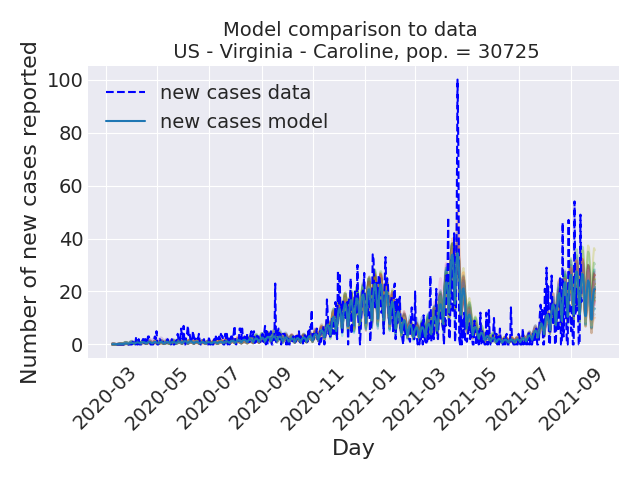 Model comparison to data
US - Virginia - Caroline, pop. = 30725
Number of new cases reported
100
80
60
40
20
0
new cases data
new cases model
2020-03
2020-05
2020-07
2020-09
2020-11
2021-01
2021-03
2021-05
2021-07
2021-09
Day